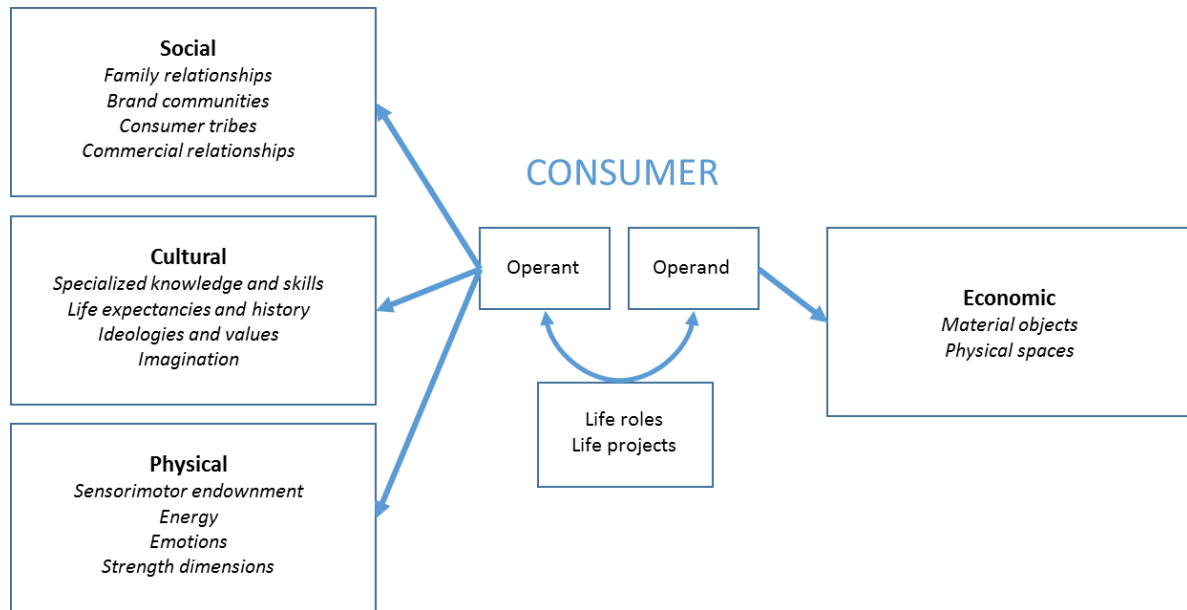 Social
Family relationships
Brand communities
Consumer tribes
Commercial relationships
Cultural
Specialized knowledge and skills
Life expectancies and history
Ideologies and values
Imagination
Physical
Sensorimotor endownment
Energy
Emotions
Strength dimensions
CONSUMER
Operant
Operand
Life roles
Life projects
Economic
Material objects
Physical spaces